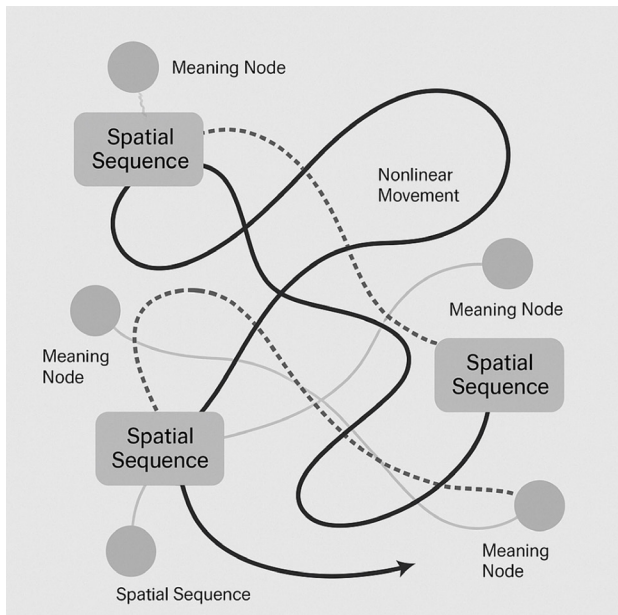 Meaning Node
Spatial
Sequence
Nonlinear
Movement
Meaning Node
Meaning
Node
Spatial
Sequence
Spatial
Sequence
Meaning
Node
Spatial Sequence